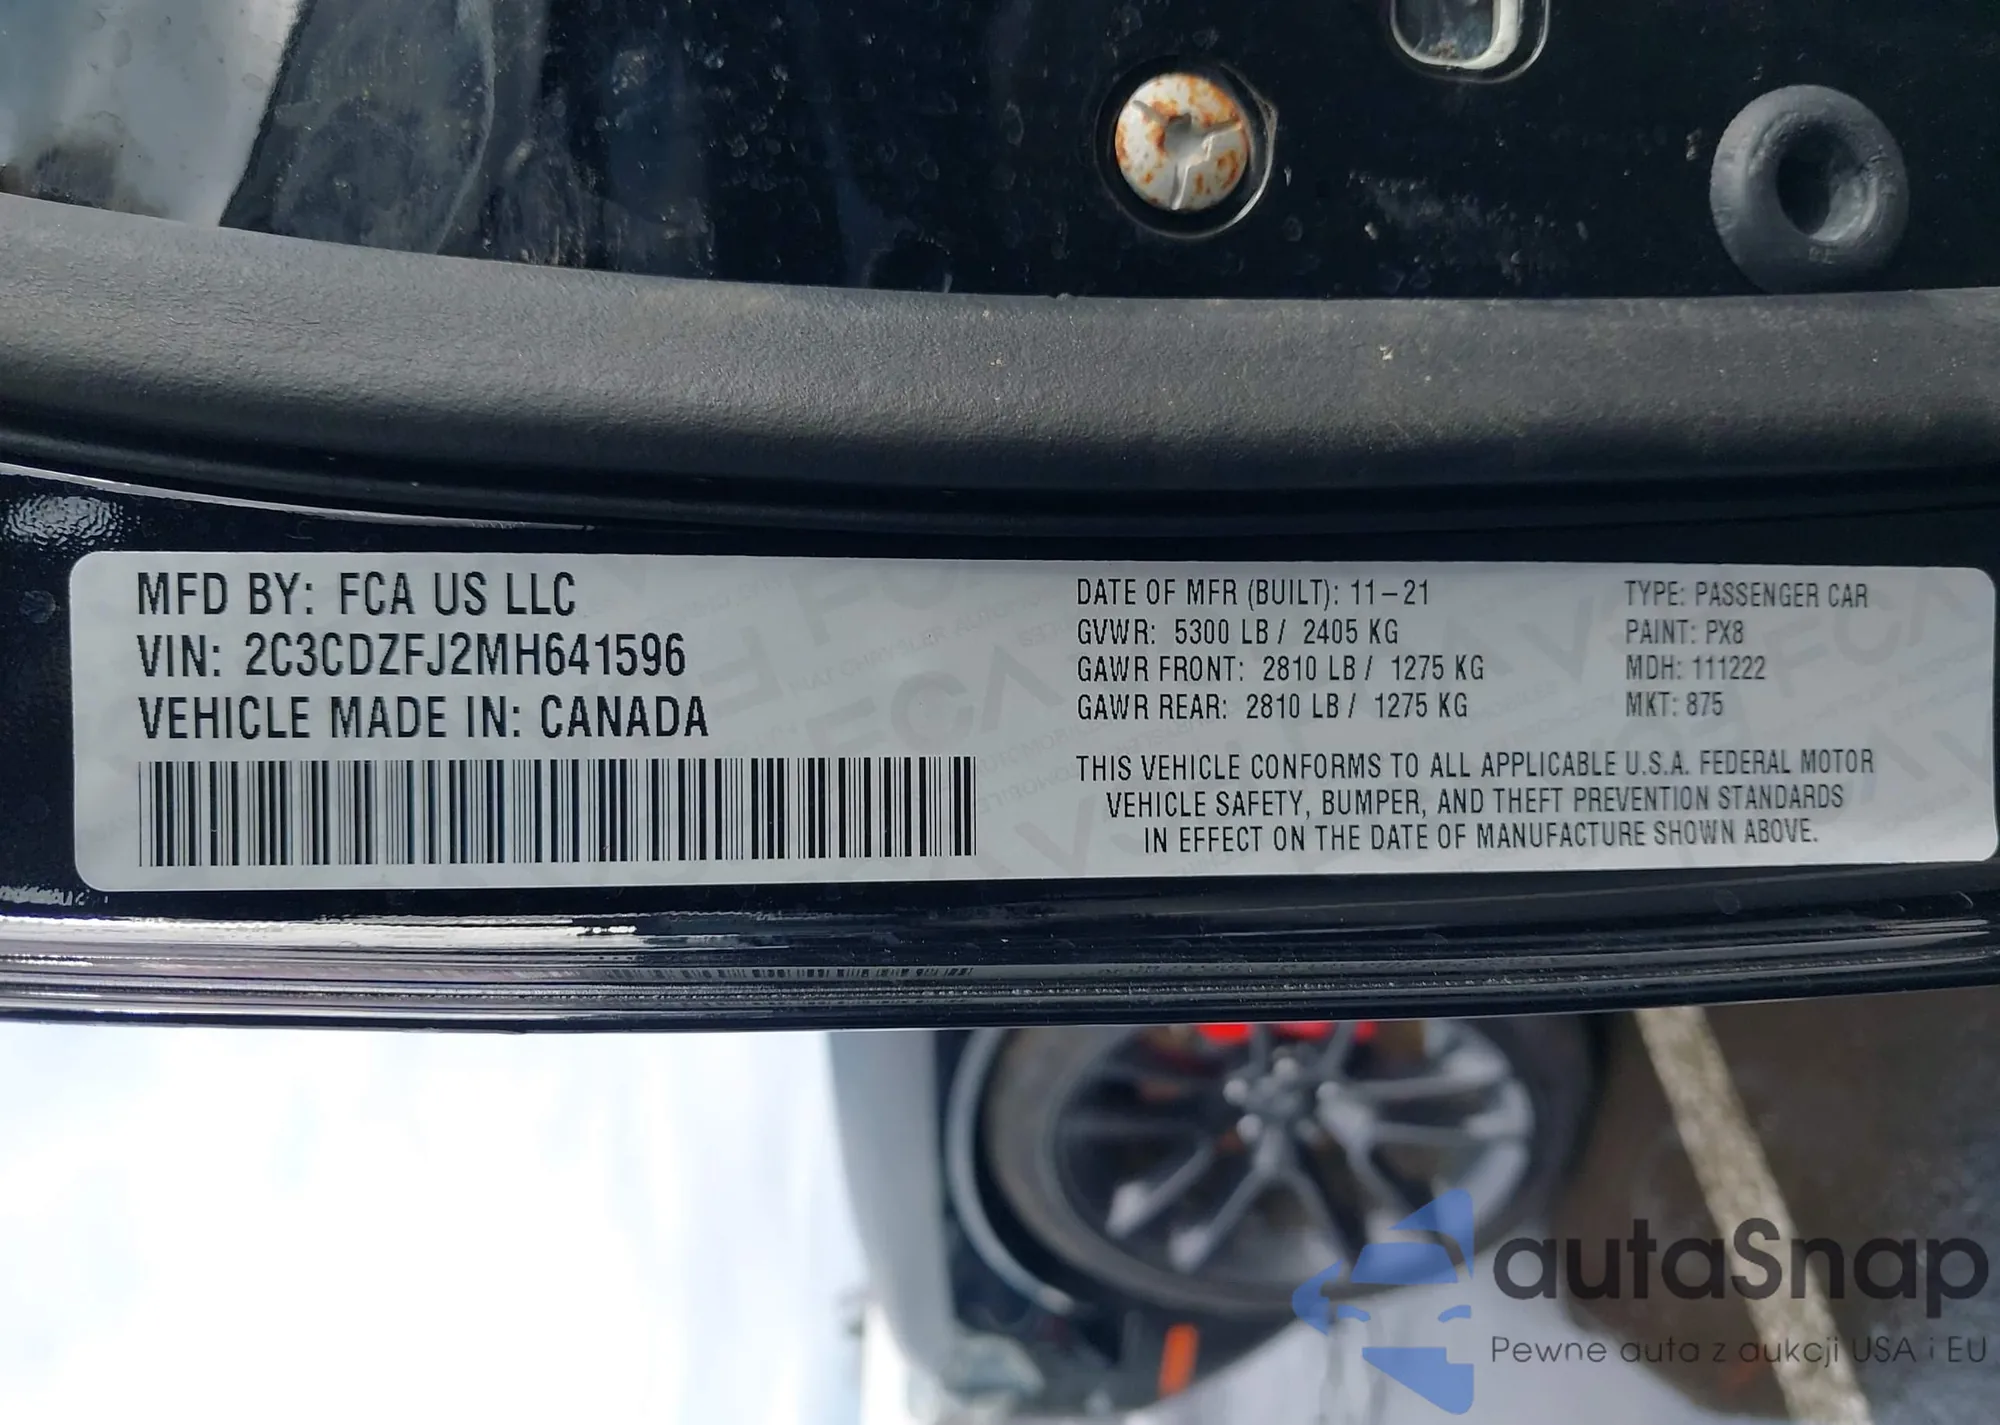 MFD BY: FCA US LLC
VIN: 2C3CDZFJ2MH641596
VEHICLE MADE IN: CANADA
DATE OF MFR (BUILT): 11-21
GVWR: 5300 LB / 2405 KG
GAWR FRONT: 2810 LB / 1275 KG
GAWR REAR: 2810 LB / 1275 KG
TYPE: PASSENGER CAR
PAINT: PX8
MDH: 111222
MKT: 875
THIS VEHICLE CONFORMS TO ALL APPLICABLE U.S.A. FEDERAL MOTOR
VEHICLE SAFETY, BUMPER, AND THEFT PREVENTION STANDARDS
IN EFFECT ON THE DATE OF MANUFACTURE SHOWN ABOVE.
autaSnap
Pewne auta z aukcji USA i EU